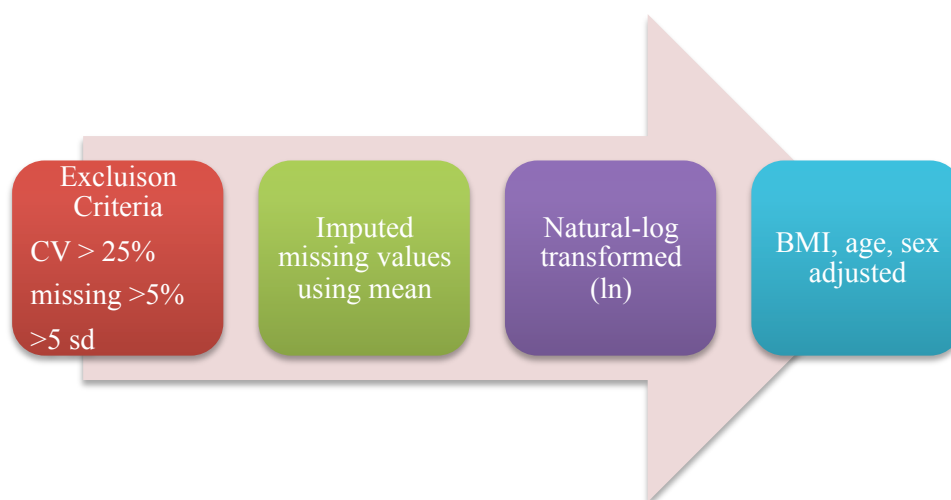 Excluison
Criteria
CV > 25%
missing >5%
>5 sd
Imputed
missing values
using mean
Natural-log
transformed
(ln)
BMI, age, sex
adjusted